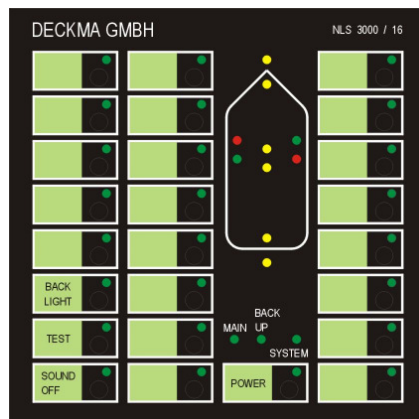 DECKMA GMBH
NLS 3000 / 16
BACK
LIGHT
TEST
SOUND
OFF
BACK
UP
MAIN
SYSTEM
POWER